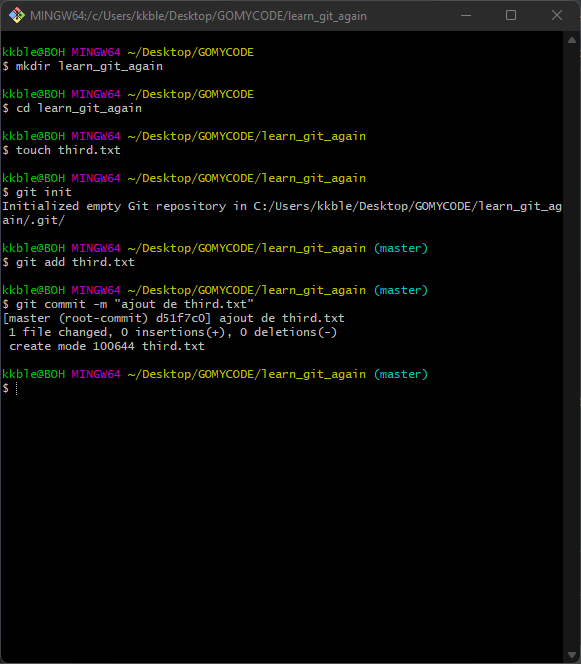 MINGW64:/c/Users/kkble/Desktop/GOMYCODE/learn_git_again
kkble@BOH MINGW64 ~/Desktop/GOMYCODE
$ mkdir learn_git_again
kkble@BOH MINGW64 ~/Desktop/GOMYCODE
$ cd learn_git_again
kkble@BOH MINGW64 ~/Desktop/GOMYCODE/learn_git_again
$ touch third.txt
kkble@BOH MINGW64 ~/Desktop/GOMYCODE/learn_git_again
$ git init
Initialized empty Git repository in C:/Users/kkble/Desktop/GOMYCODE/learn_git_ag
ain/.git/
kkble@BOH MINGW64 ~/Desktop/GOMYCODE/learn_git_again (master)
$ git add third.txt
kkble@BOH MINGW64 ~/Desktop/GOMYCODE/learn_git_again (master)
$ git commit -m "ajout de third.txt"
[master (root-commit) d51f7c0] ajout de third.txt
 1 file changed, 0 insertions(+), 0 deletions(-)
 create mode 100644 third.txt
kkble@BOH MINGW64 ~/Desktop/GOMYCODE/learn_git_again (master)
$